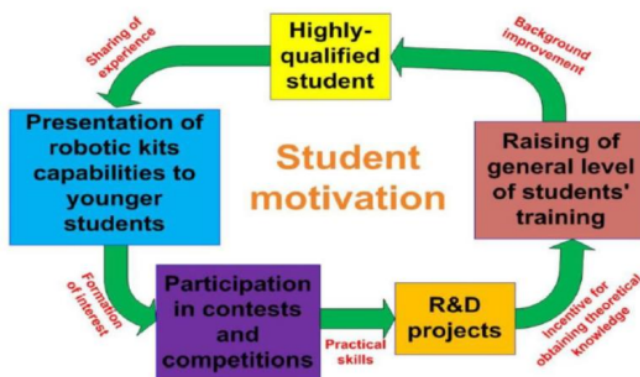 Highly-
qualified
student
Sharing of
experience
Presentation of
robotic kits
capabilities to
younger
students
Formation
of interest
Participation
in contests
and
competitions
Practical
skills
R&D
projects
Incentive for
obtaining theoretical
knowledge
Raising of
general level
of students'
training
Background
improvement
Student
motivation